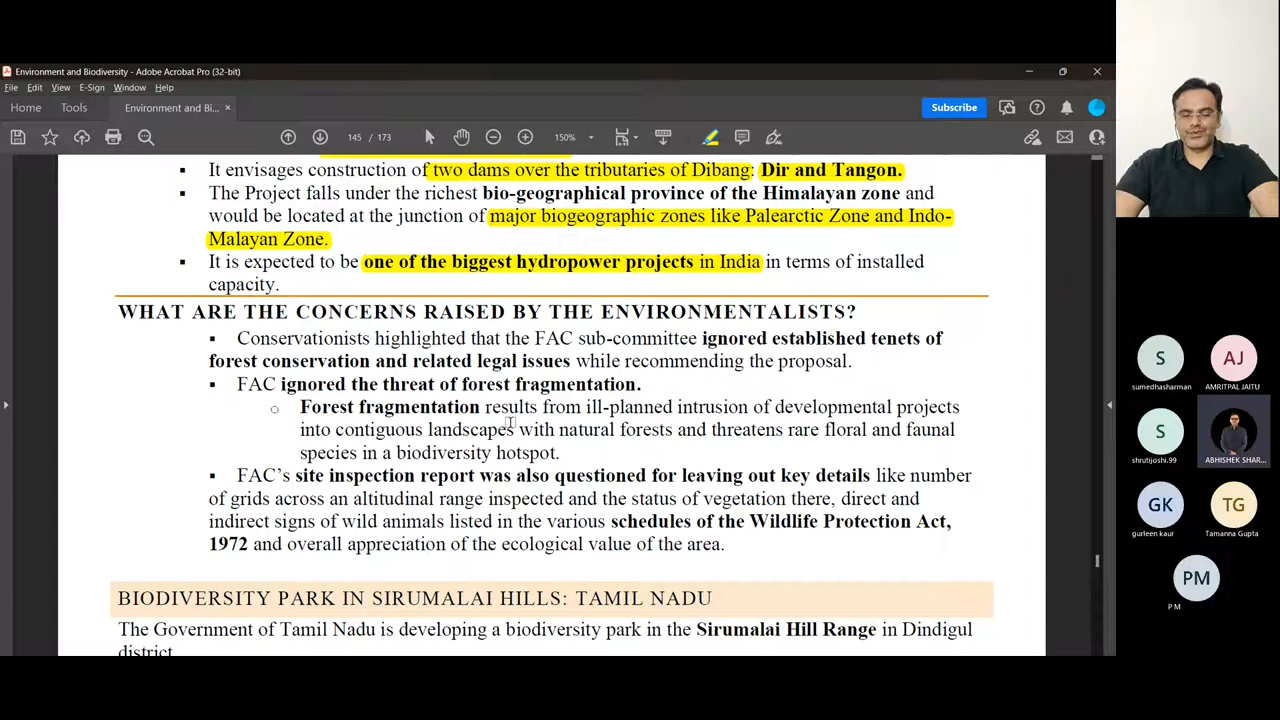 Environment and Biodiversity - Adobe Acrobat Pro (32-bit)
File Edit View E-Sign Window Help
Home Tools Environment and Bi... × Subscribe
145 / 173 150%
▪ It envisages construction of two dams over the tributaries of Dibang: Dir and Tangon.
▪ The Project falls under the richest bio-geographical province of the Himalayan zone and
would be located at the junction of major biogeographic zones like Palearctic Zone and Indo-
Malayan Zone.
▪ It is expected to be one of the biggest hydropower projects in India in terms of installed
capacity.
WHAT ARE THE CONCERNS RAISED BY THE ENVIRONMENTALISTS?
▪ Conservationists highlighted that the FAC sub-committee ignored established tenets of
forest conservation and related legal issues while recommending the proposal.
▪ FAC ignored the threat of forest fragmentation.
○ Forest fragmentation results from ill-planned intrusion of developmental projects
into contiguous landscapes with natural forests and threatens rare floral and faunal
species in a biodiversity hotspot.
▪ FAC's site inspection report was also questioned for leaving out key details like number
of grids across an altitudinal range inspected and the status of vegetation there, direct and
indirect signs of wild animals listed in the various schedules of the Wildlife Protection Act,
1972 and overall appreciation of the ecological value of the area.
BIODIVERSITY PARK IN SIRUMALAI HILLS: TAMIL NADU
The Government of Tamil Nadu is developing a biodiversity park in the Sirumalai Hill Range in Dindigul
district
S AJ
sumedhasharman AMRITPAL JAITU
S
shrutijoshi.99 ABHISHEK SHAR...
GK TG
gurleen kaur Tamanna Gupta
PM
P M